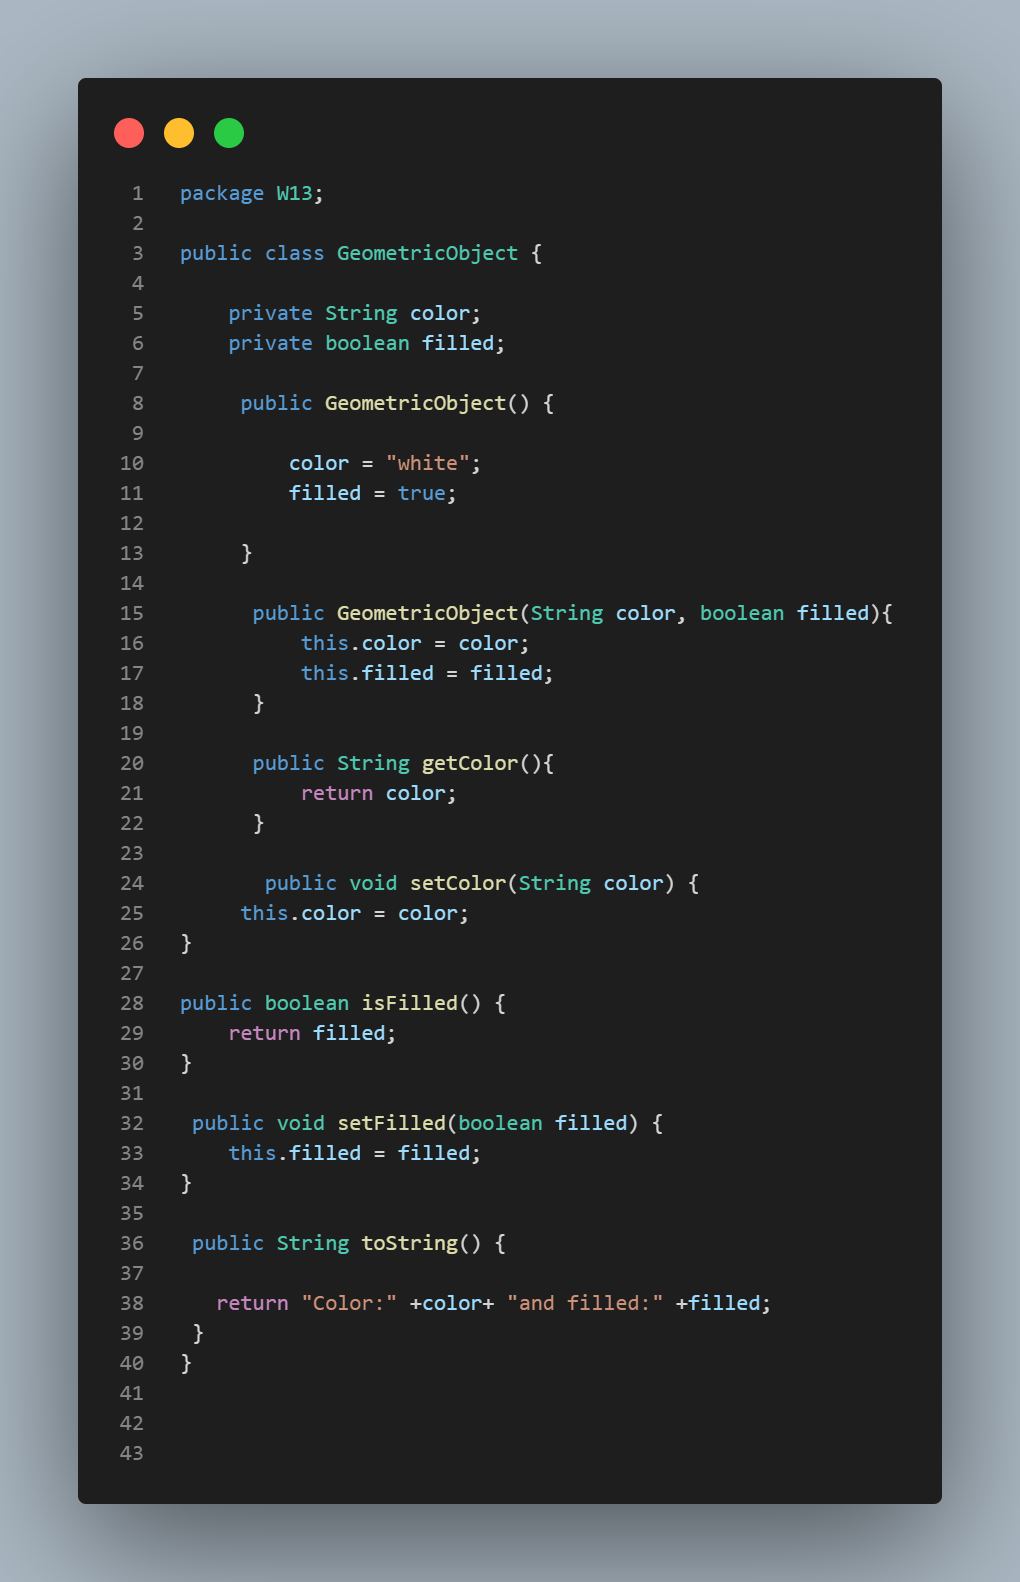 1 package W13;
2
3 public class GeometricObject {
4
5     private String color;
6     private boolean filled;
7
8      public GeometricObject() {
9
10          color = "white";
11          filled = true;
12
13      }
14
15       public GeometricObject(String color, boolean filled){
16           this.color = color;
17           this.filled = filled;
18       }
19
20       public String getColor(){
21           return color;
22       }
23
24        public void setColor(String color) {
25      this.color = color;
26 }
27
28 public boolean isFilled() {
29     return filled;
30 }
31
32  public void setFilled(boolean filled) {
33     this.filled = filled;
34 }
35
36  public String toString() {
37
38    return "Color:" +color+ "and filled:" +filled;
39  }
40 }
41
42
43